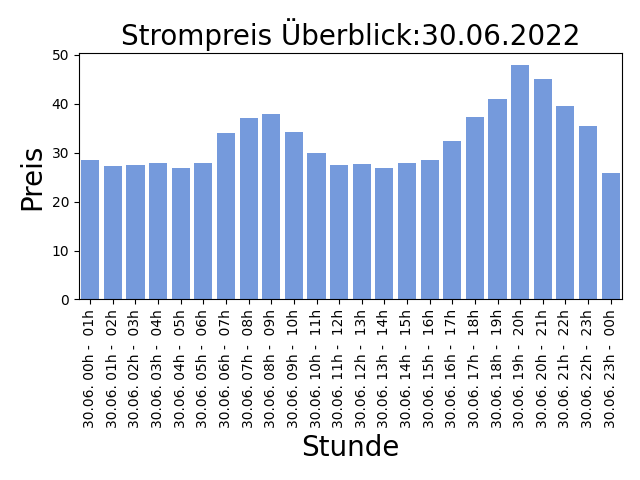 Strompreis Überblick:30.06.2022
Preis
50
40
30
20
10
0
30.06. 00h - 01h
30.06. 01h - 02h
30.06. 02h - 03h
30.06. 03h - 04h
30.06. 04h - 05h
30.06. 05h - 06h
30.06. 06h - 07h
30.06. 07h - 08h
30.06. 08h - 09h
30.06. 09h - 10h
30.06. 10h - 11h
30.06. 11h - 12h
30.06. 12h - 13h
30.06. 13h - 14h
30.06. 14h - 15h
30.06. 15h - 16h
30.06. 16h - 17h
30.06. 17h - 18h
30.06. 18h - 19h
30.06. 19h - 20h
30.06. 20h - 21h
30.06. 21h - 22h
30.06. 22h - 23h
30.06. 23h - 00h
Stunde